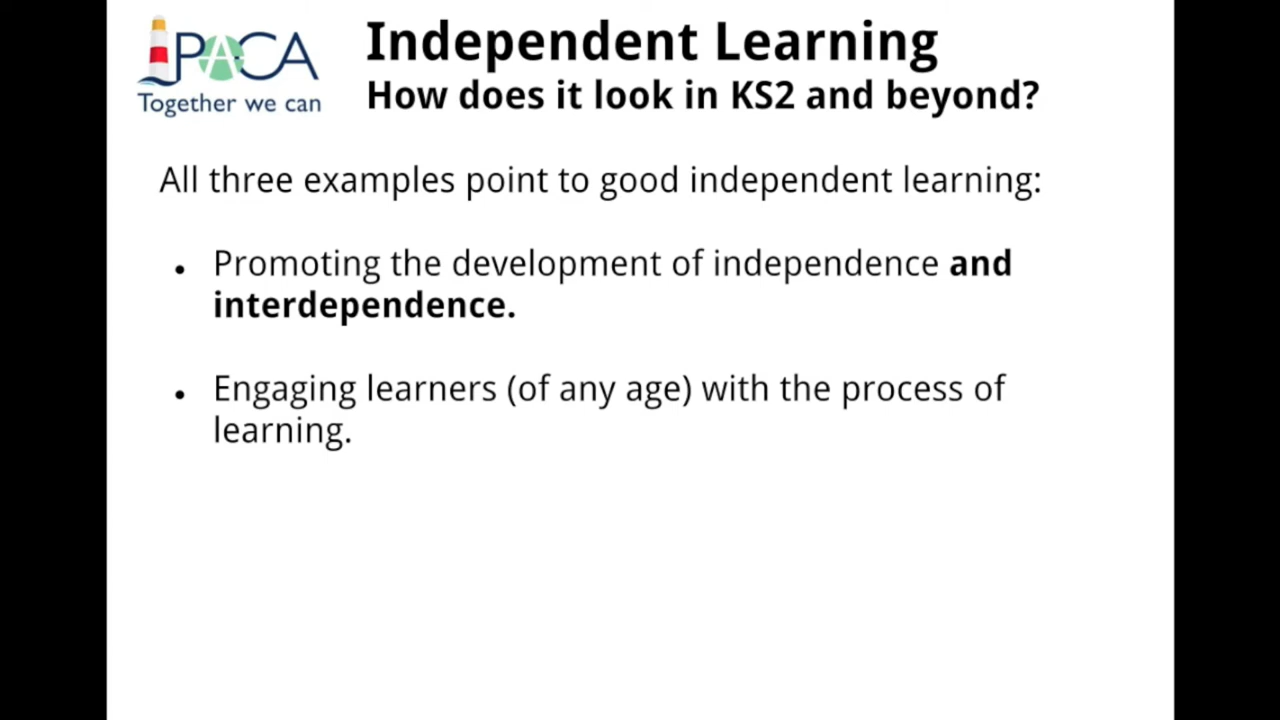 PACA
Together we can
Independent Learning
How does it look in KS2 and beyond?
All three examples point to good independent learning:
• Promoting the development of independence and
interdependence.
• Engaging learners (of any age) with the process of
learning.